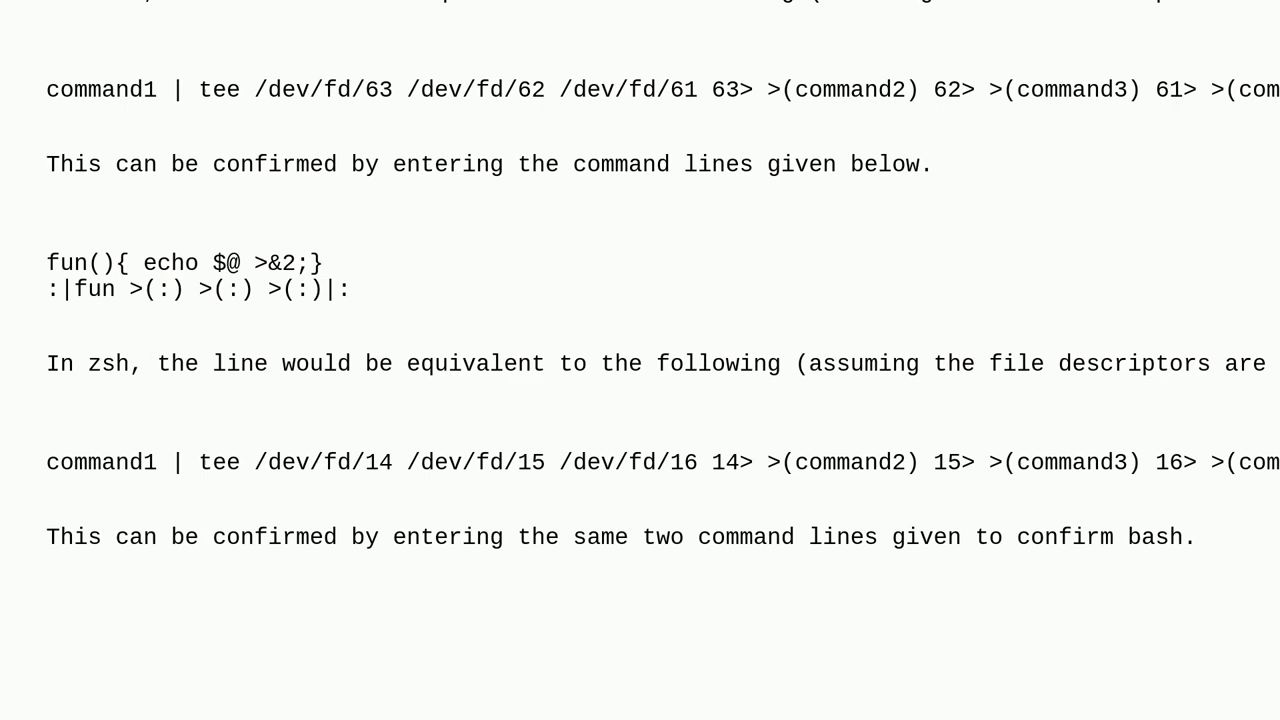 command1 | tee /dev/fd/63 /dev/fd/62 /dev/fd/61 63> >(command2) 62> >(command3) 61> >(com
This can be confirmed by entering the command lines given below.
fun(){ echo $@ >&2;}
:|fun >(:) >(:) >(:)|:
In zsh, the line would be equivalent to the following (assuming the file descriptors are
command1 | tee /dev/fd/14 /dev/fd/15 /dev/fd/16 14> >(command2) 15> >(command3) 16> >(com
This can be confirmed by entering the same two command lines given to confirm bash.